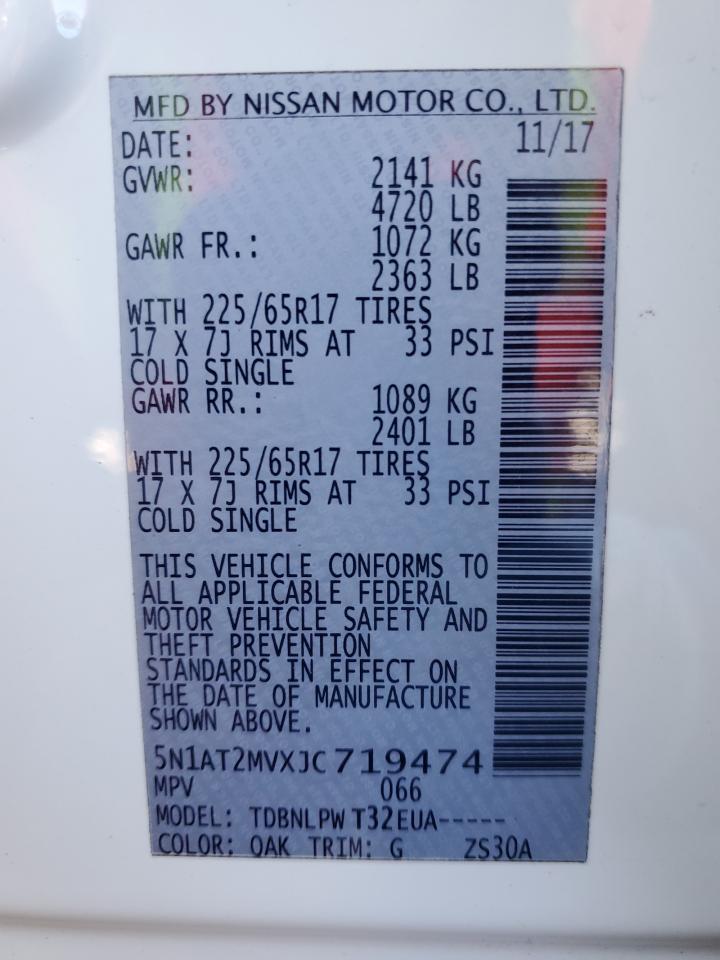 MFD BY NISSAN MOTOR CO., LTD.
DATE: 11/17
GVWR: 2141 KG
4720 LB
GAWR FR.: 1072 KG
2363 LB
WITH 225/65R17 TIRES
17 X 7J RIMS AT 33 PSI
COLD SINGLE
GAWR RR.: 1089 KG
2401 LB
WITH 225/65R17 TIRES
17 X 7J RIMS AT 33 PSI
COLD SINGLE
THIS VEHICLE CONFORMS TO
ALL APPLICABLE FEDERAL
MOTOR VEHICLE SAFETY AND
THEFT PREVENTION
STANDARDS IN EFFECT ON
THE DATE OF MANUFACTURE
SHOWN ABOVE.
5N1AT2MVXJC719474
MPV 066
MODEL: TDBNLPW T32EUA-----
COLOR: QAK TRIM: G ZS30A